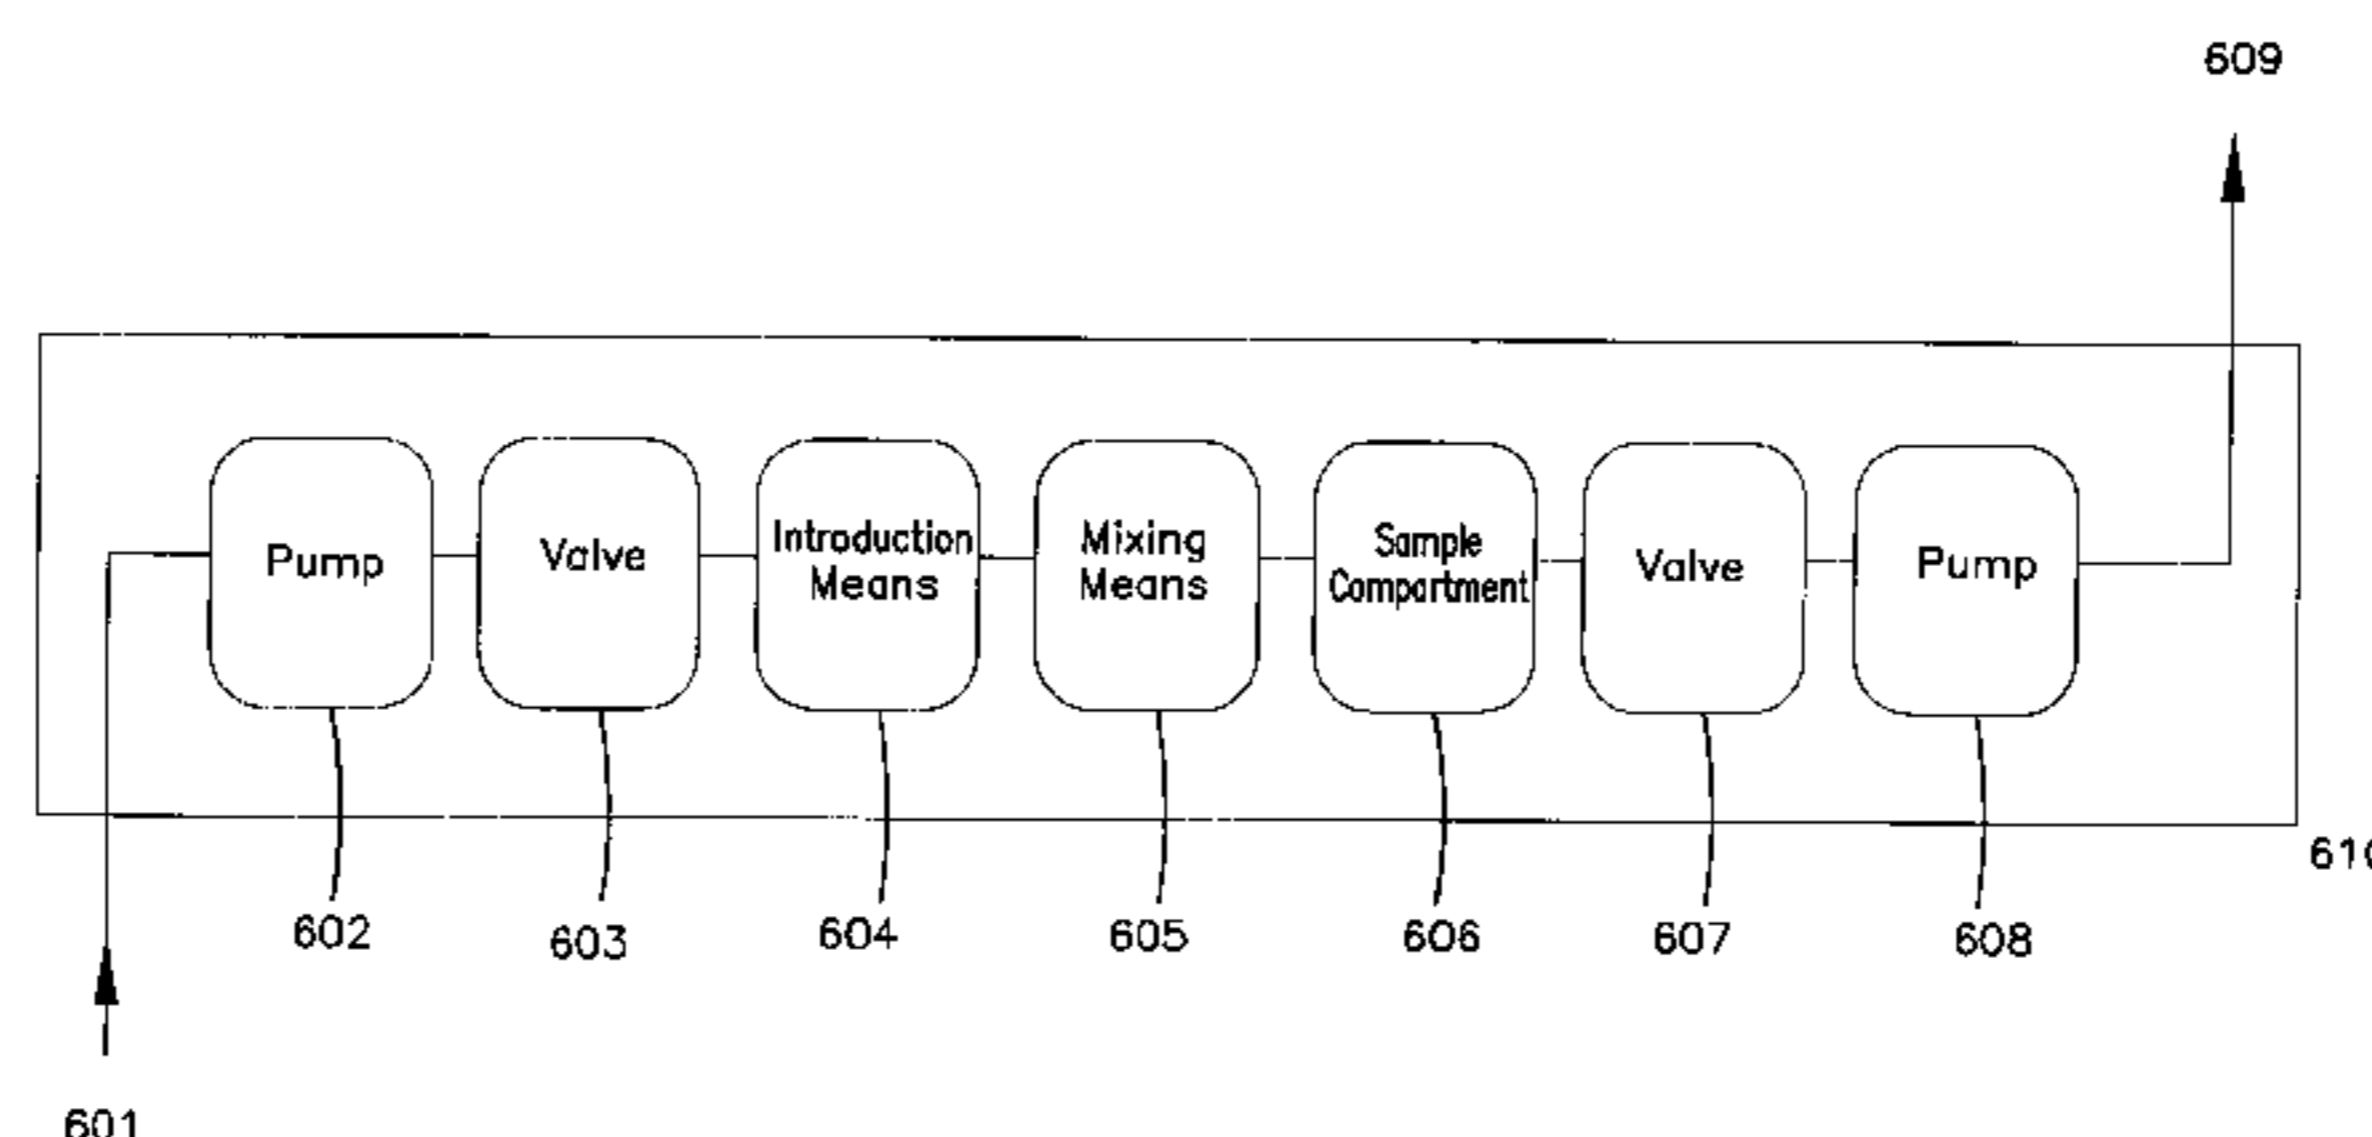 609
Pump
Valve
Introduction
Means
Mixing
Means
Sample
Compartment
Valve
Pump
610
602
603
604
605
606
607
608
601